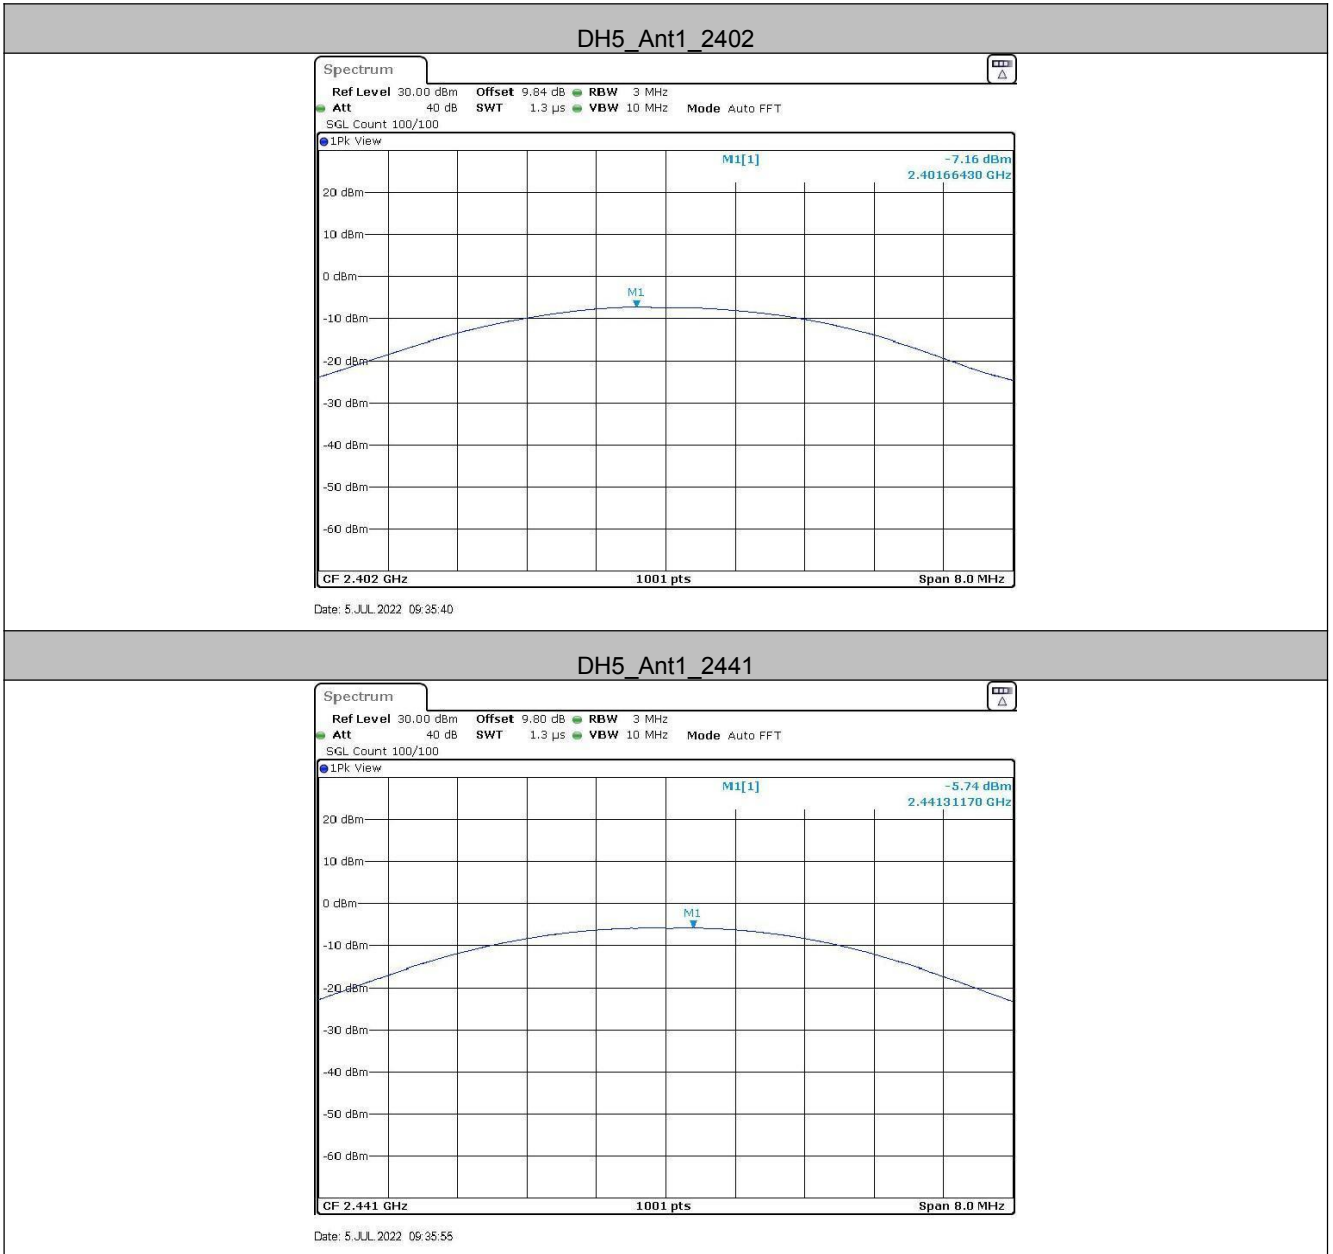 DH5_Ant1_2402
Spectrum
Ref Level 30.00 dBm Offset 9.84 dB RBW 3 MHz
Att 40 dB SWT 1.3 µs VBW 10 MHz Mode Auto FFT
SGL Count 100/100
1Pk View
M1[1] -7.16 dBm
2.40166430 GHz
20 dBm
10 dBm
0 dBm
M1
-10 dBm
-20 dBm
-30 dBm
-40 dBm
-50 dBm
-60 dBm
CF 2.402 GHz 1001 pts Span 8.0 MHz
Date: 5.JUL.2022 09:35:40
DH5_Ant1_2441
Spectrum
Ref Level 30.00 dBm Offset 9.80 dB RBW 3 MHz
Att 40 dB SWT 1.3 µs VBW 10 MHz Mode Auto FFT
SGL Count 100/100
1Pk View
M1[1] -5.74 dBm
2.44131170 GHz
20 dBm
10 dBm
0 dBm
M1
-10 dBm
-20 dBm
-30 dBm
-40 dBm
-50 dBm
-60 dBm
CF 2.441 GHz 1001 pts Span 8.0 MHz
Date: 5.JUL.2022 09:35:55